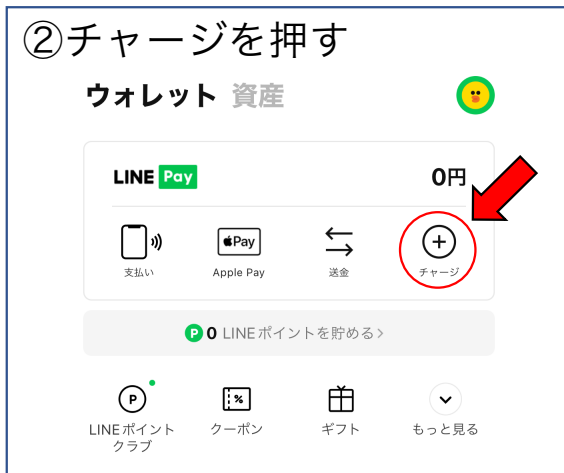 ②チャージを押す
ウォレット 資産
LINE Pay 0円
Pay
支払い Apple Pay 送金 チャージ
P 0 LINEポイントを貯める>
P %
LINEポイント クーポン ギフト もっと見る
クラブ